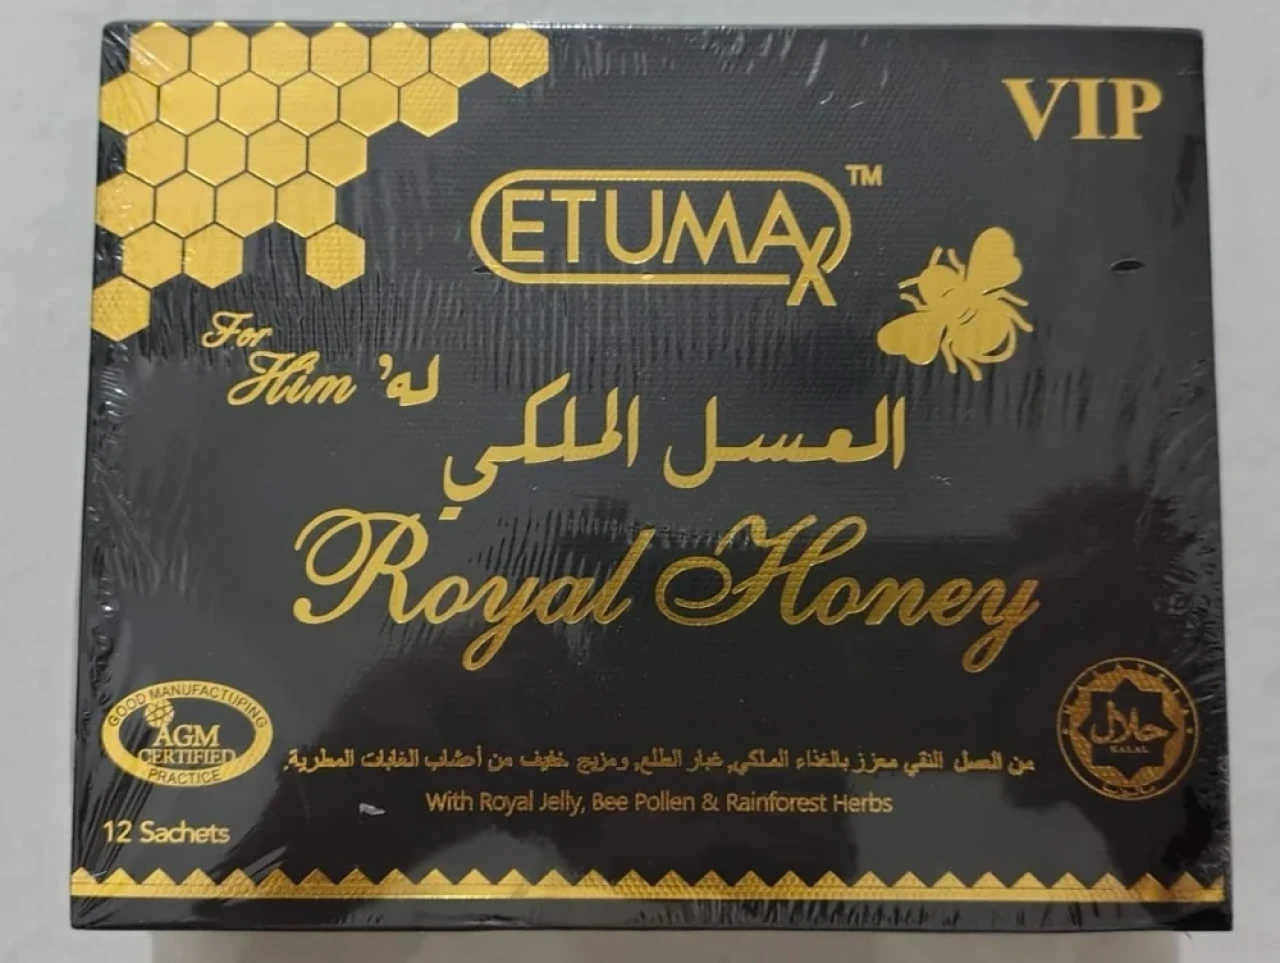 VIP
ETUMAX™
For
Him له'
العسل الملكي
Royal Honey
GOOD MANUFACTURING
AGM
CERTIFIED
PRACTICE
حلال
HALAL
من العسل النقي معزز بالغذاء الملكي, غبار الطلع, ومزيج خفيف من أعشاب الغابات المطرية.
With Royal Jelly, Bee Pollen & Rainforest Herbs
12 Sachets